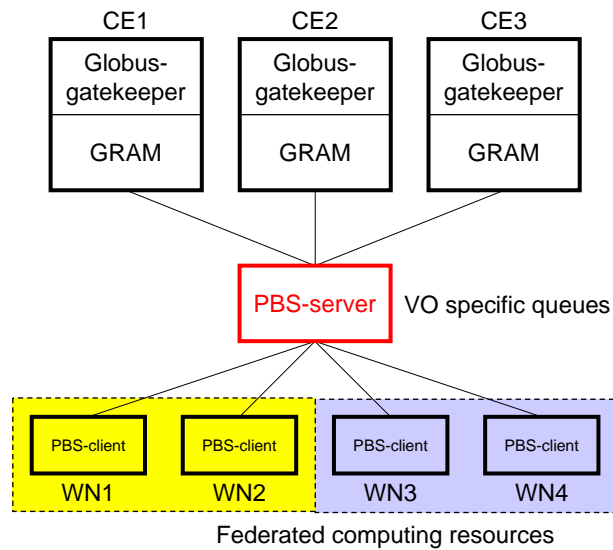 CE1 CE2 CE3
Globus- Globus- Globus-
gatekeeper gatekeeper gatekeeper
GRAM GRAM GRAM
PBS-server VO specific queues
PBS-client PBS-client PBS-client PBS-client
WN1 WN2 WN3 WN4
Federated computing resources